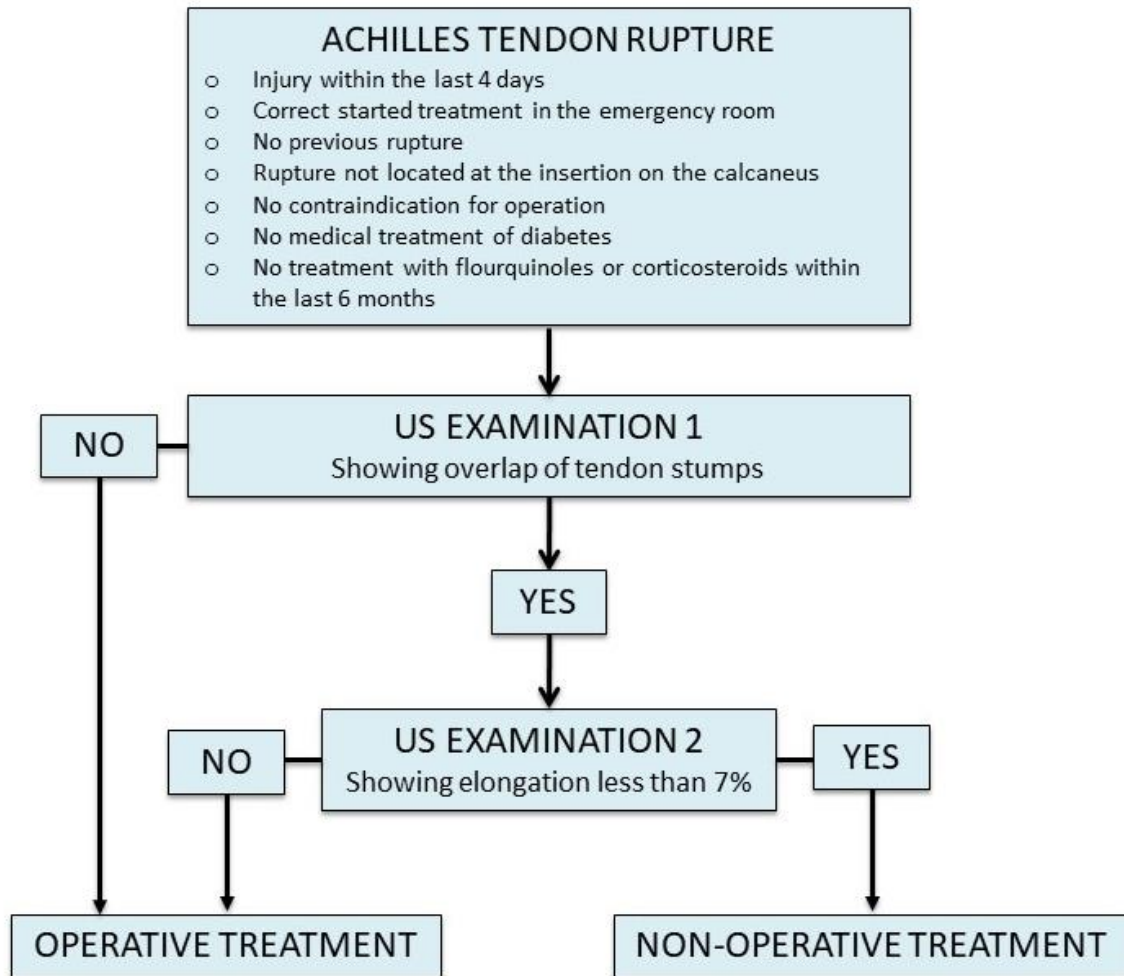 ACHILLES TENDON RUPTURE
o Injury within the last 4 days
o Correct started treatment in the emergency room
o No previous rupture
o Rupture not located at the insertion on the calcaneus
o No contraindication for operation
o No medical treatment of diabetes
o No treatment with flourquinoles or corticosteroids within
the last 6 months
NO
US EXAMINATION 1
Showing overlap of tendon stumps
YES
NO
US EXAMINATION 2
Showing elongation less than 7%
YES
OPERATIVE TREATMENT
NON-OPERATIVE TREATMENT